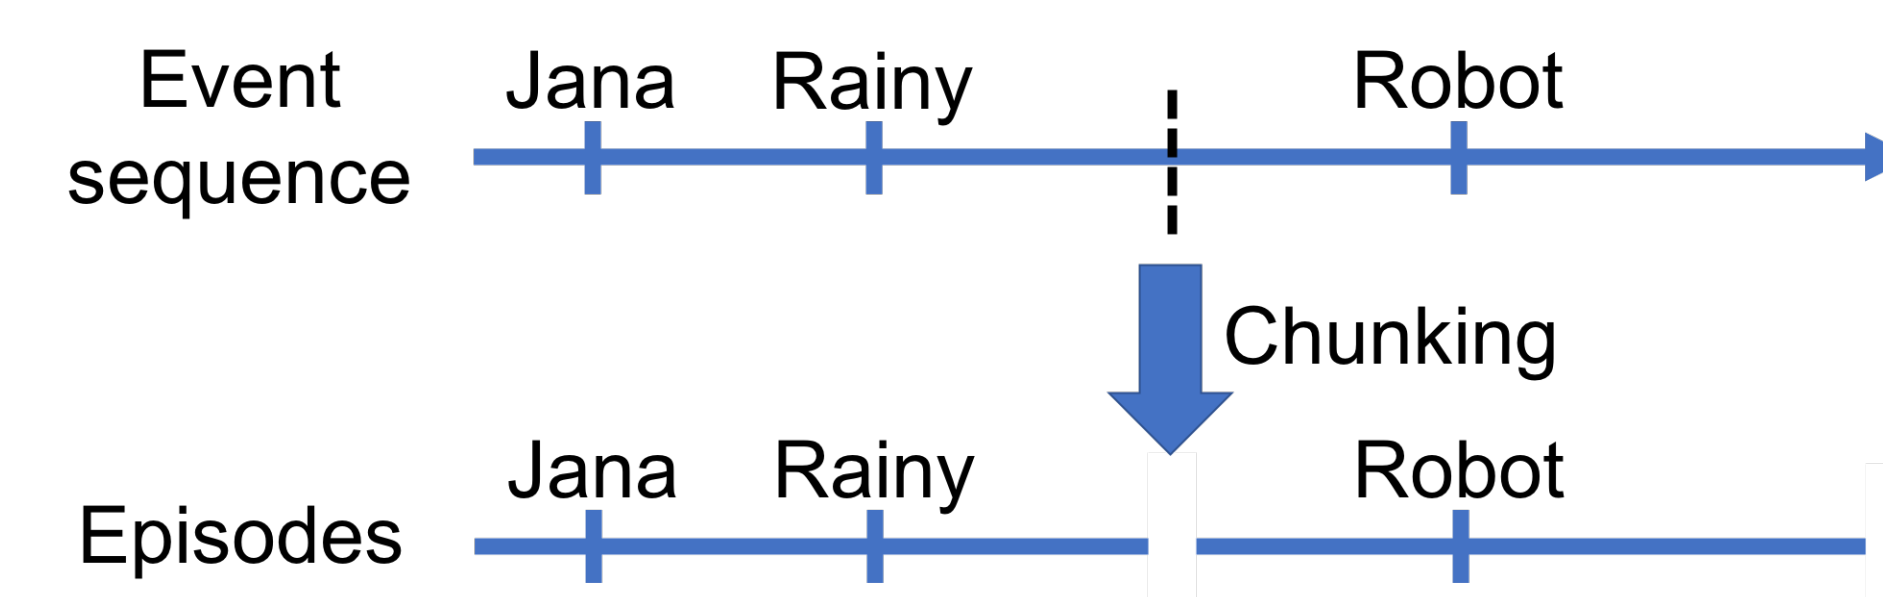 Event
sequence
Jana
Rainy
Robot
Chunking
Jana
Rainy
Robot
Episodes